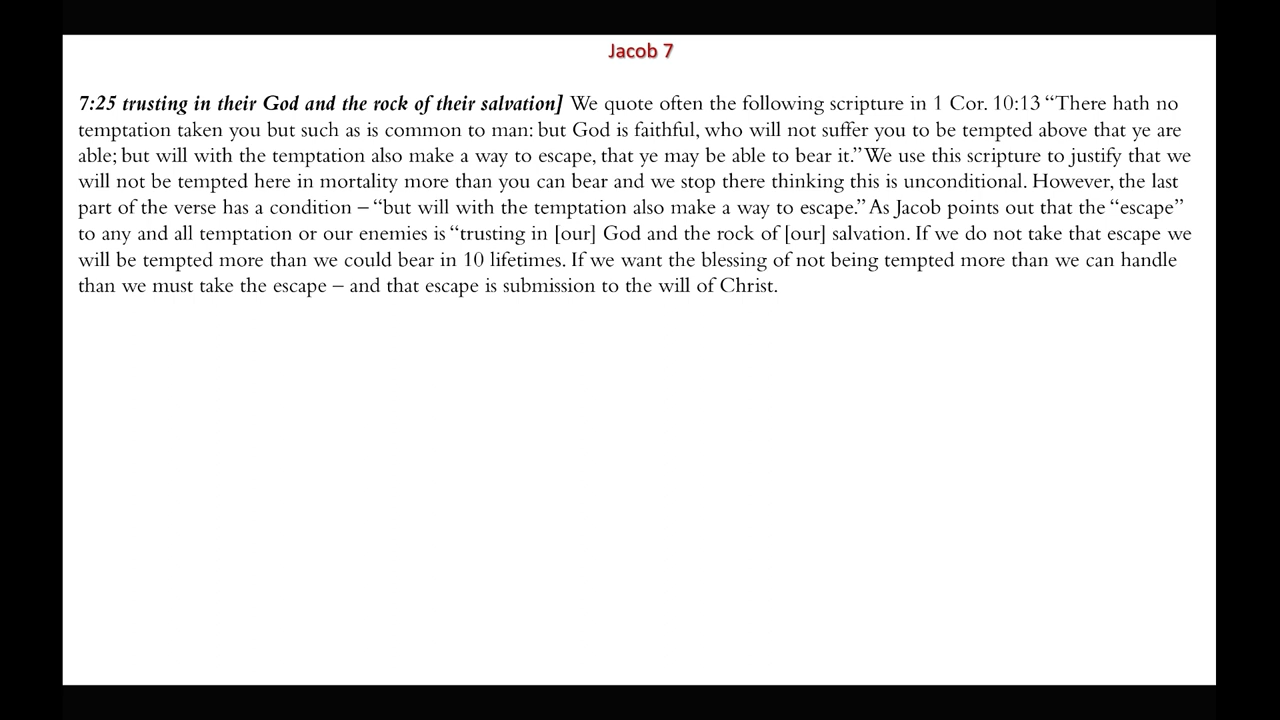 Jacob 7
7:25 trusting in their God and the rock of their salvation] We quote often the following scripture in 1 Cor. 10:13 “There hath no
temptation taken you but such as is common to man: but God is faithful, who will not suffer you to be tempted above that ye are
able; but will with the temptation also make a way to escape, that ye may be able to bear it.” We use this scripture to justify that we
will not be tempted here in mortality more than you can bear and we stop there thinking this is unconditional. However, the last
part of the verse has a condition – “but will with the temptation also make a way to escape.” As Jacob points out that the “escape”
to any and all temptation or our enemies is “trusting in [our] God and the rock of [our] salvation. If we do not take that escape we
will be tempted more than we could bear in 10 lifetimes. If we want the blessing of not being tempted more than we can handle
than we must take the escape – and that escape is submission to the will of Christ.